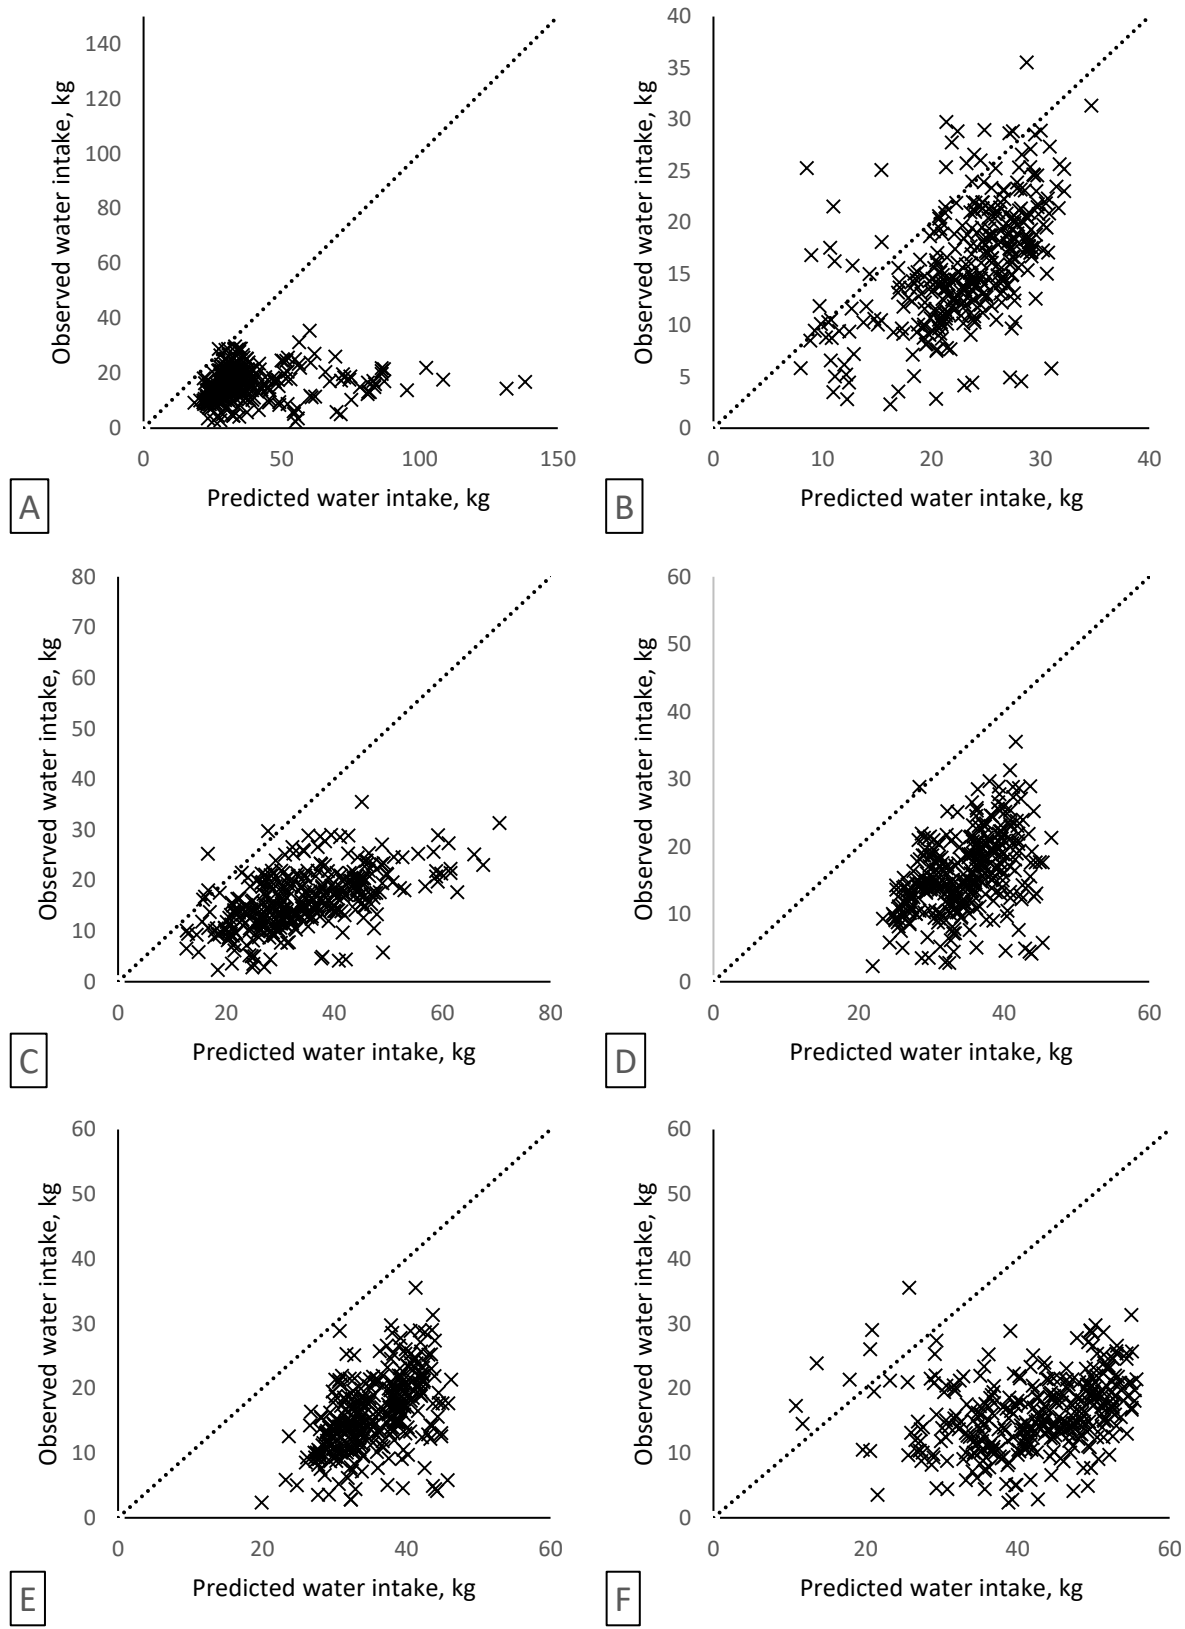 140
120
100
80
60
40
20
0
Observed water intake, kg
0 50 100 150
Predicted water intake, kg
A
40
35
30
25
20
15
10
5
0
Observed water intake, kg
0 10 20 30 40
Predicted water intake, kg
B
80
70
60
50
40
30
20
10
0
Observed water intake, kg
0 20 40 60 80
Predicted water intake, kg
C
60
50
40
30
20
10
0
Observed water intake, kg
0 20 40 60
Predicted water intake, kg
D
60
50
40
30
20
10
0
Observed water intake, kg
0 20 40 60
Predicted water intake, kg
E
60
50
40
30
20
10
0
Observed water intake, kg
0 20 40 60
Predicted water intake, kg
F